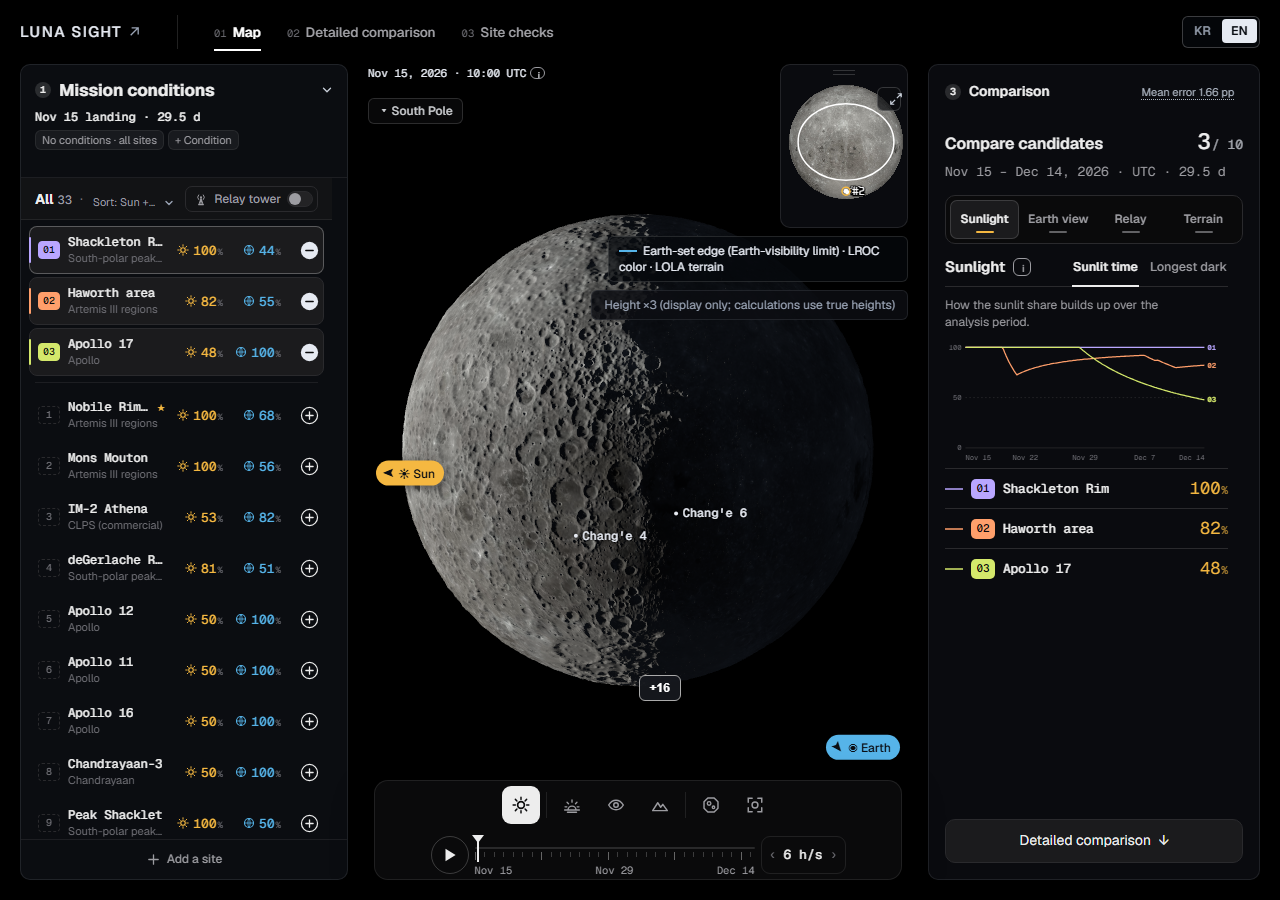 LUNA SIGHT ↗
01 Map
02 Detailed comparison
03 Site checks
KR EN
1 Mission conditions
Nov 15 landing · 29.5 d
No conditions · all sites
+ Condition
All 33 · Sort: Sun +…
Relay tower
01 Shackleton R… 100% 44%
South-polar peak…
02 Haworth area 82% 55%
Artemis III regions
03 Apollo 17 48% 100%
Apollo
1 Nobile Rim… ★ 100% 68%
Artemis III regions
2 Mons Mouton 100% 56%
Artemis III regions
3 IM-2 Athena 53% 82%
CLPS (commercial)
4 deGerlache R… 81% 51%
South-polar peak…
5 Apollo 12 50% 100%
Apollo
6 Apollo 11 50% 100%
Apollo
7 Apollo 16 50% 100%
Apollo
8 Chandrayaan-3 50% 100%
Chandrayaan
9 Peak Shacklet 100% 50%
South-polar peak…
+ Add a site
Nov 15, 2026 · 10:00 UTC i
South Pole
#2
Earth-set edge (Earth-visibility limit) · LROC
color · LOLA terrain
Height ×3 (display only; calculations use true heights)
Sun
Chang'e 6
Chang'e 4
+16
Earth
‹ 6 h/s ›
Nov 15 Nov 29 Dec 14
3 Comparison
Mean error 1.66 pp
Compare candidates 3 / 10
Nov 15 – Dec 14, 2026 · UTC · 29.5 d
Sunlight Earth view Relay Terrain
Sunlight i
Sunlit time Longest dark
How the sunlit share builds up over the
analysis period.
100 01
02
50 03
0
Nov 15 Nov 22 Nov 29 Dec 7 Dec 14
01 Shackleton Rim 100%
02 Haworth area 82%
03 Apollo 17 48%
Detailed comparison ↓